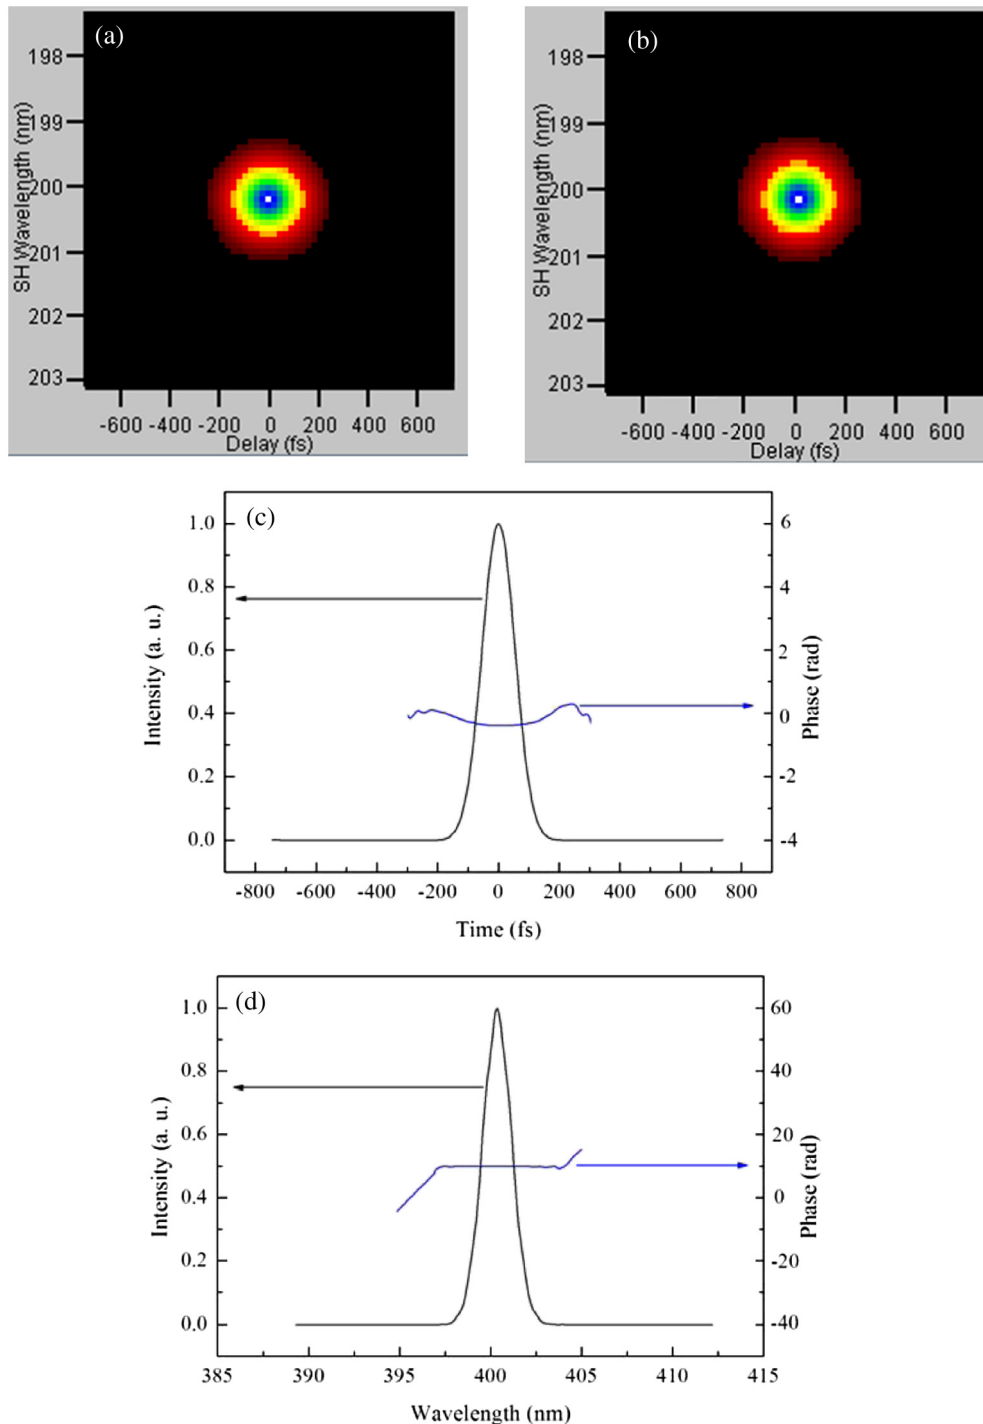 (a)
198
199
200
201
202
203
SH Wavelength (nm)
-600 -400 -200 0 200 400 600
Delay (fs)
(b)
198
199
200
201
202
203
SH Wavelength (nm)
-600 -400 -200 0 200 400 600
Delay (fs)
(c)
1.0
0.8
0.6
0.4
0.2
0.0
Intensity (a. u.)
6
4
2
0
-2
-4
Phase (rad)
-800 -600 -400 -200 0 200 400 600 800
Time (fs)
(d)
1.0
0.8
0.6
0.4
0.2
0.0
Intensity (a. u.)
60
40
20
0
-20
-40
Phase (rad)
385 390 395 400 405 410 415
Wavelength (nm)